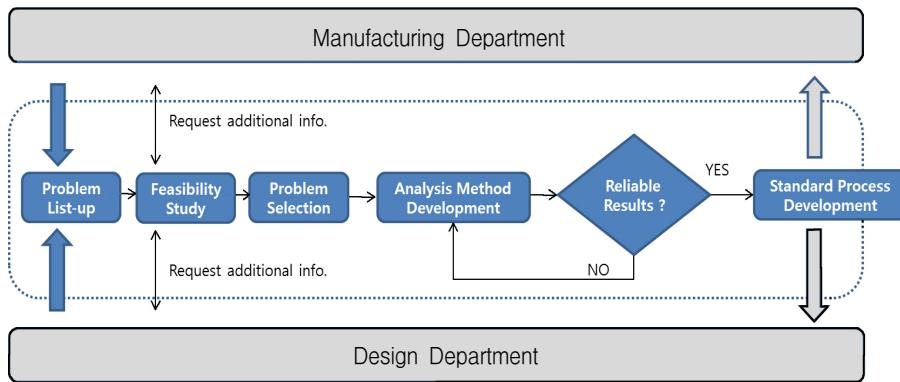 Manufacturing Department
Request additional info.
Problem
List-up
Feasibility
Study
Problem
Selection
Analysis Method
Development
Reliable
Results ?
YES
Standard Process
Development
NO
Request additional info.
Design Department